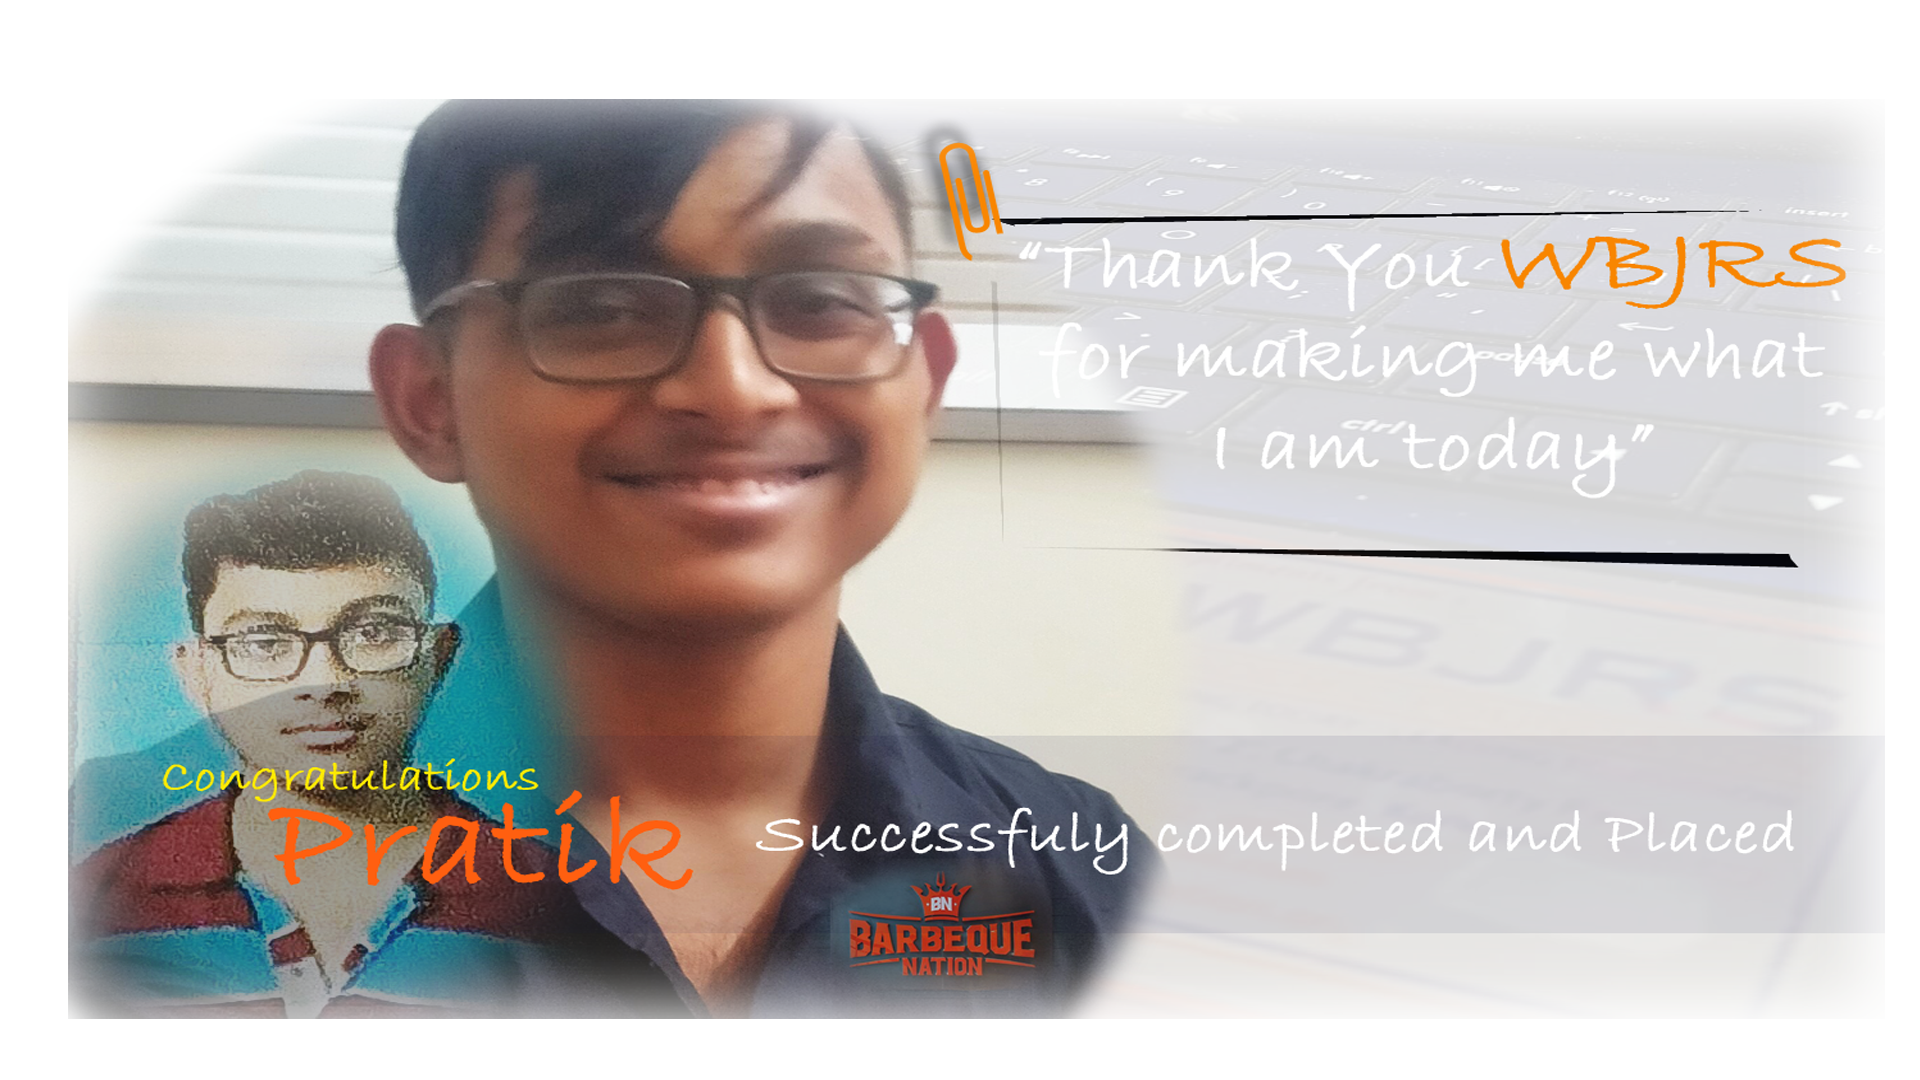 “Thank You WBJRS
for making me what
I am today”
WBJRS
Congratulations
Pratik
Successfuly completed and Placed
BN
BARBEQUE
NATION